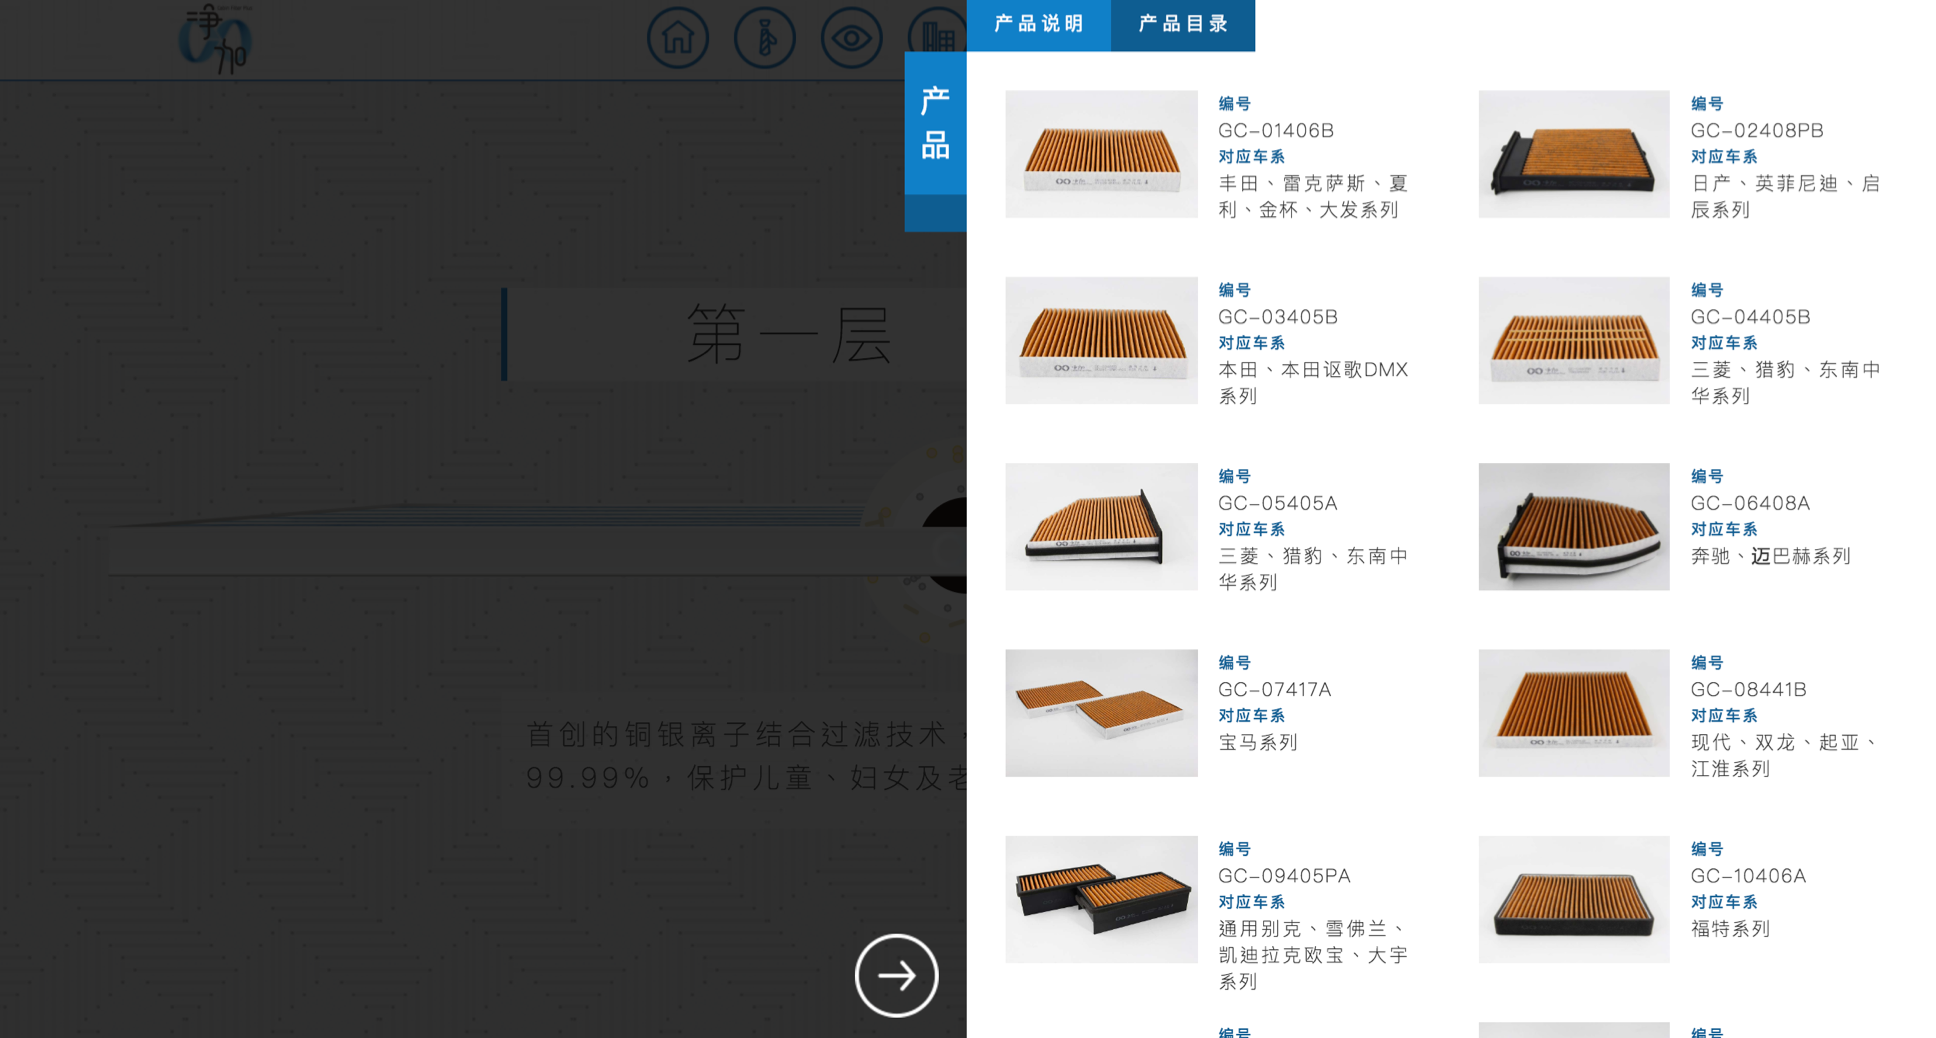 净加
产品说明
产品目录
产
品
第一层
首创的铜银离子结合过滤技术，
99.99%，保护儿童、妇女及老
编号
GC-01406B
对应车系
丰田、雷克萨斯、夏
利、金杯、大发系列
编号
GC-02408PB
对应车系
日产、英菲尼迪、启
辰系列
编号
GC-03405B
对应车系
本田、本田讴歌DMX
系列
编号
GC-04405B
对应车系
三菱、猎豹、东南中
华系列
编号
GC-05405A
对应车系
三菱、猎豹、东南中
华系列
编号
GC-06408A
对应车系
奔驰、迈巴赫系列
编号
GC-07417A
对应车系
宝马系列
编号
GC-08441B
对应车系
现代、双龙、起亚、
江淮系列
编号
GC-09405PA
对应车系
通用别克、雪佛兰、
凯迪拉克欧宝、大宇
系列
编号
GC-10406A
对应车系
福特系列
编号
编号